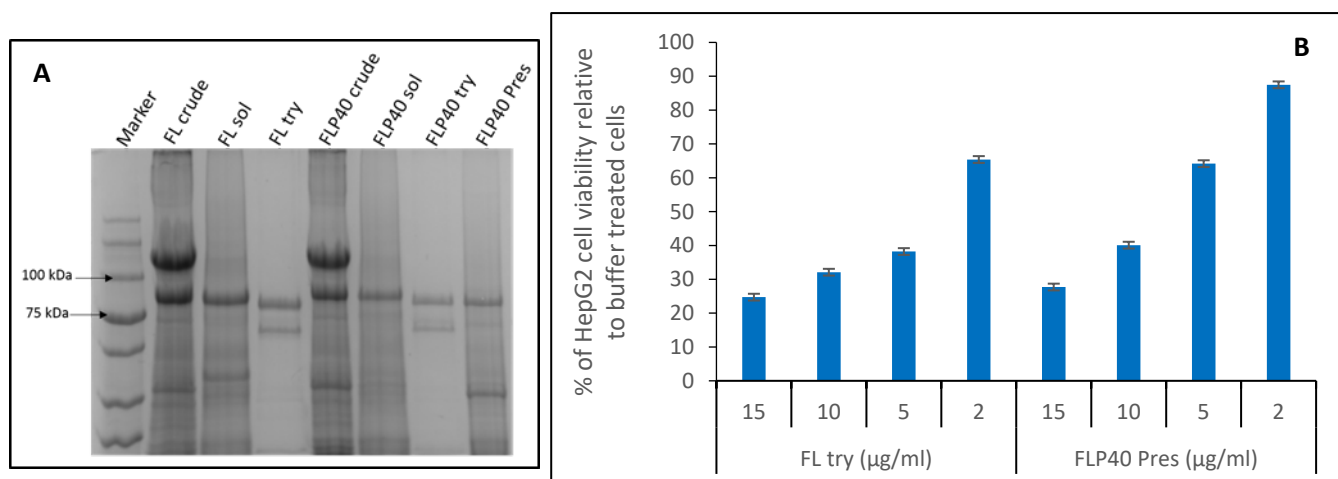 A
Marker
FL crude
FL sol
FL try
FLP40 crude
FLP40 sol
FLP40 try
FLP40 Pres
100 kDa
75 kDa
B
% of HepG2 cell viability relative
to buffer treated cells
100
90
80
70
60
50
40
30
20
10
0
15 10 5 2 15 10 5 2
FL try (µg/ml) FLP40 Pres (µg/ml)